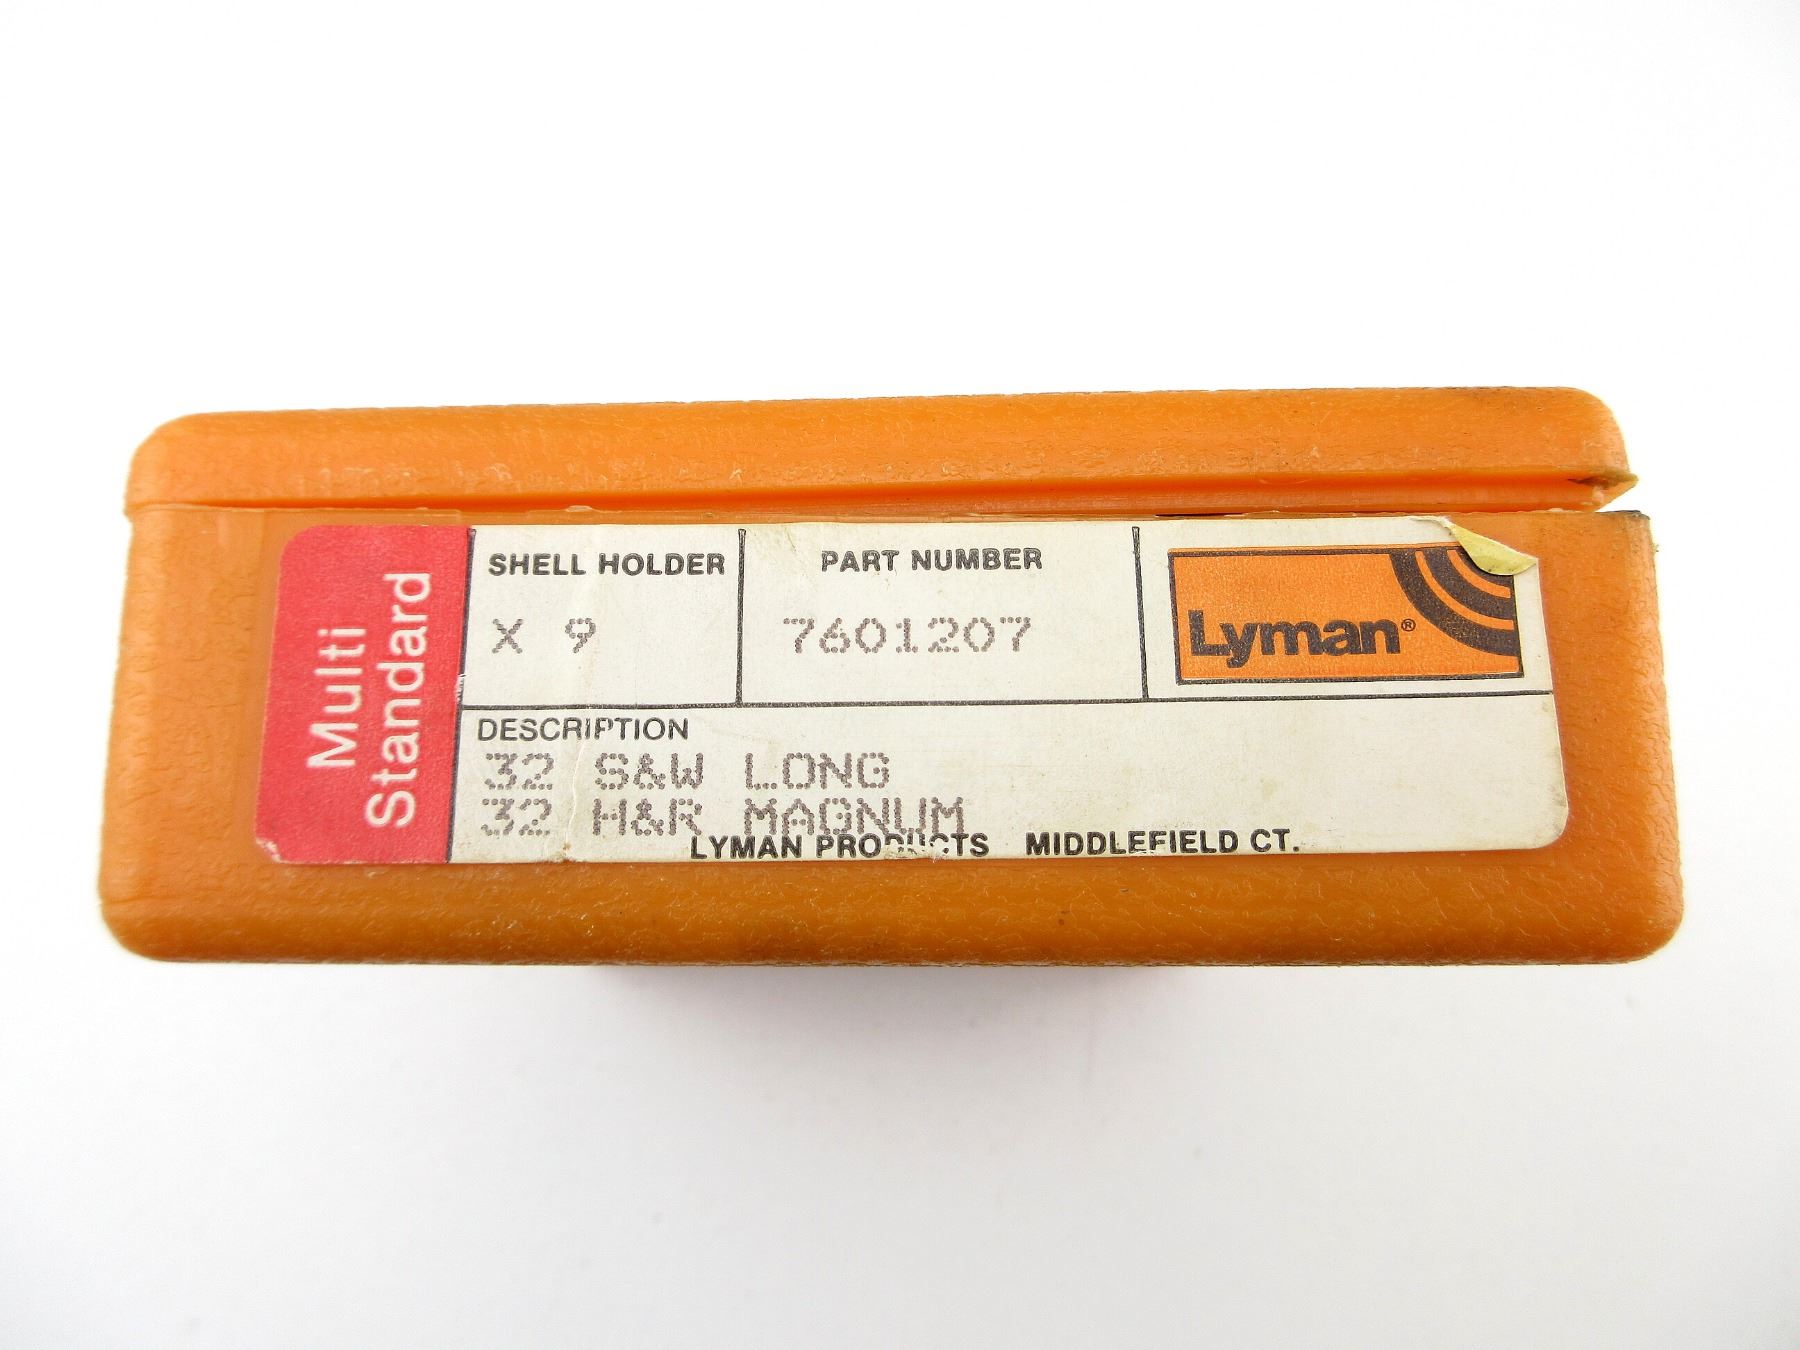 Multi
Standard
SHELL HOLDER
X 9
PART NUMBER
7601207
Lyman®
DESCRIPTION
32 S&W LONG
32 H&R MAGNUM
LYMAN PRODUCTS MIDDLEFIELD CT.